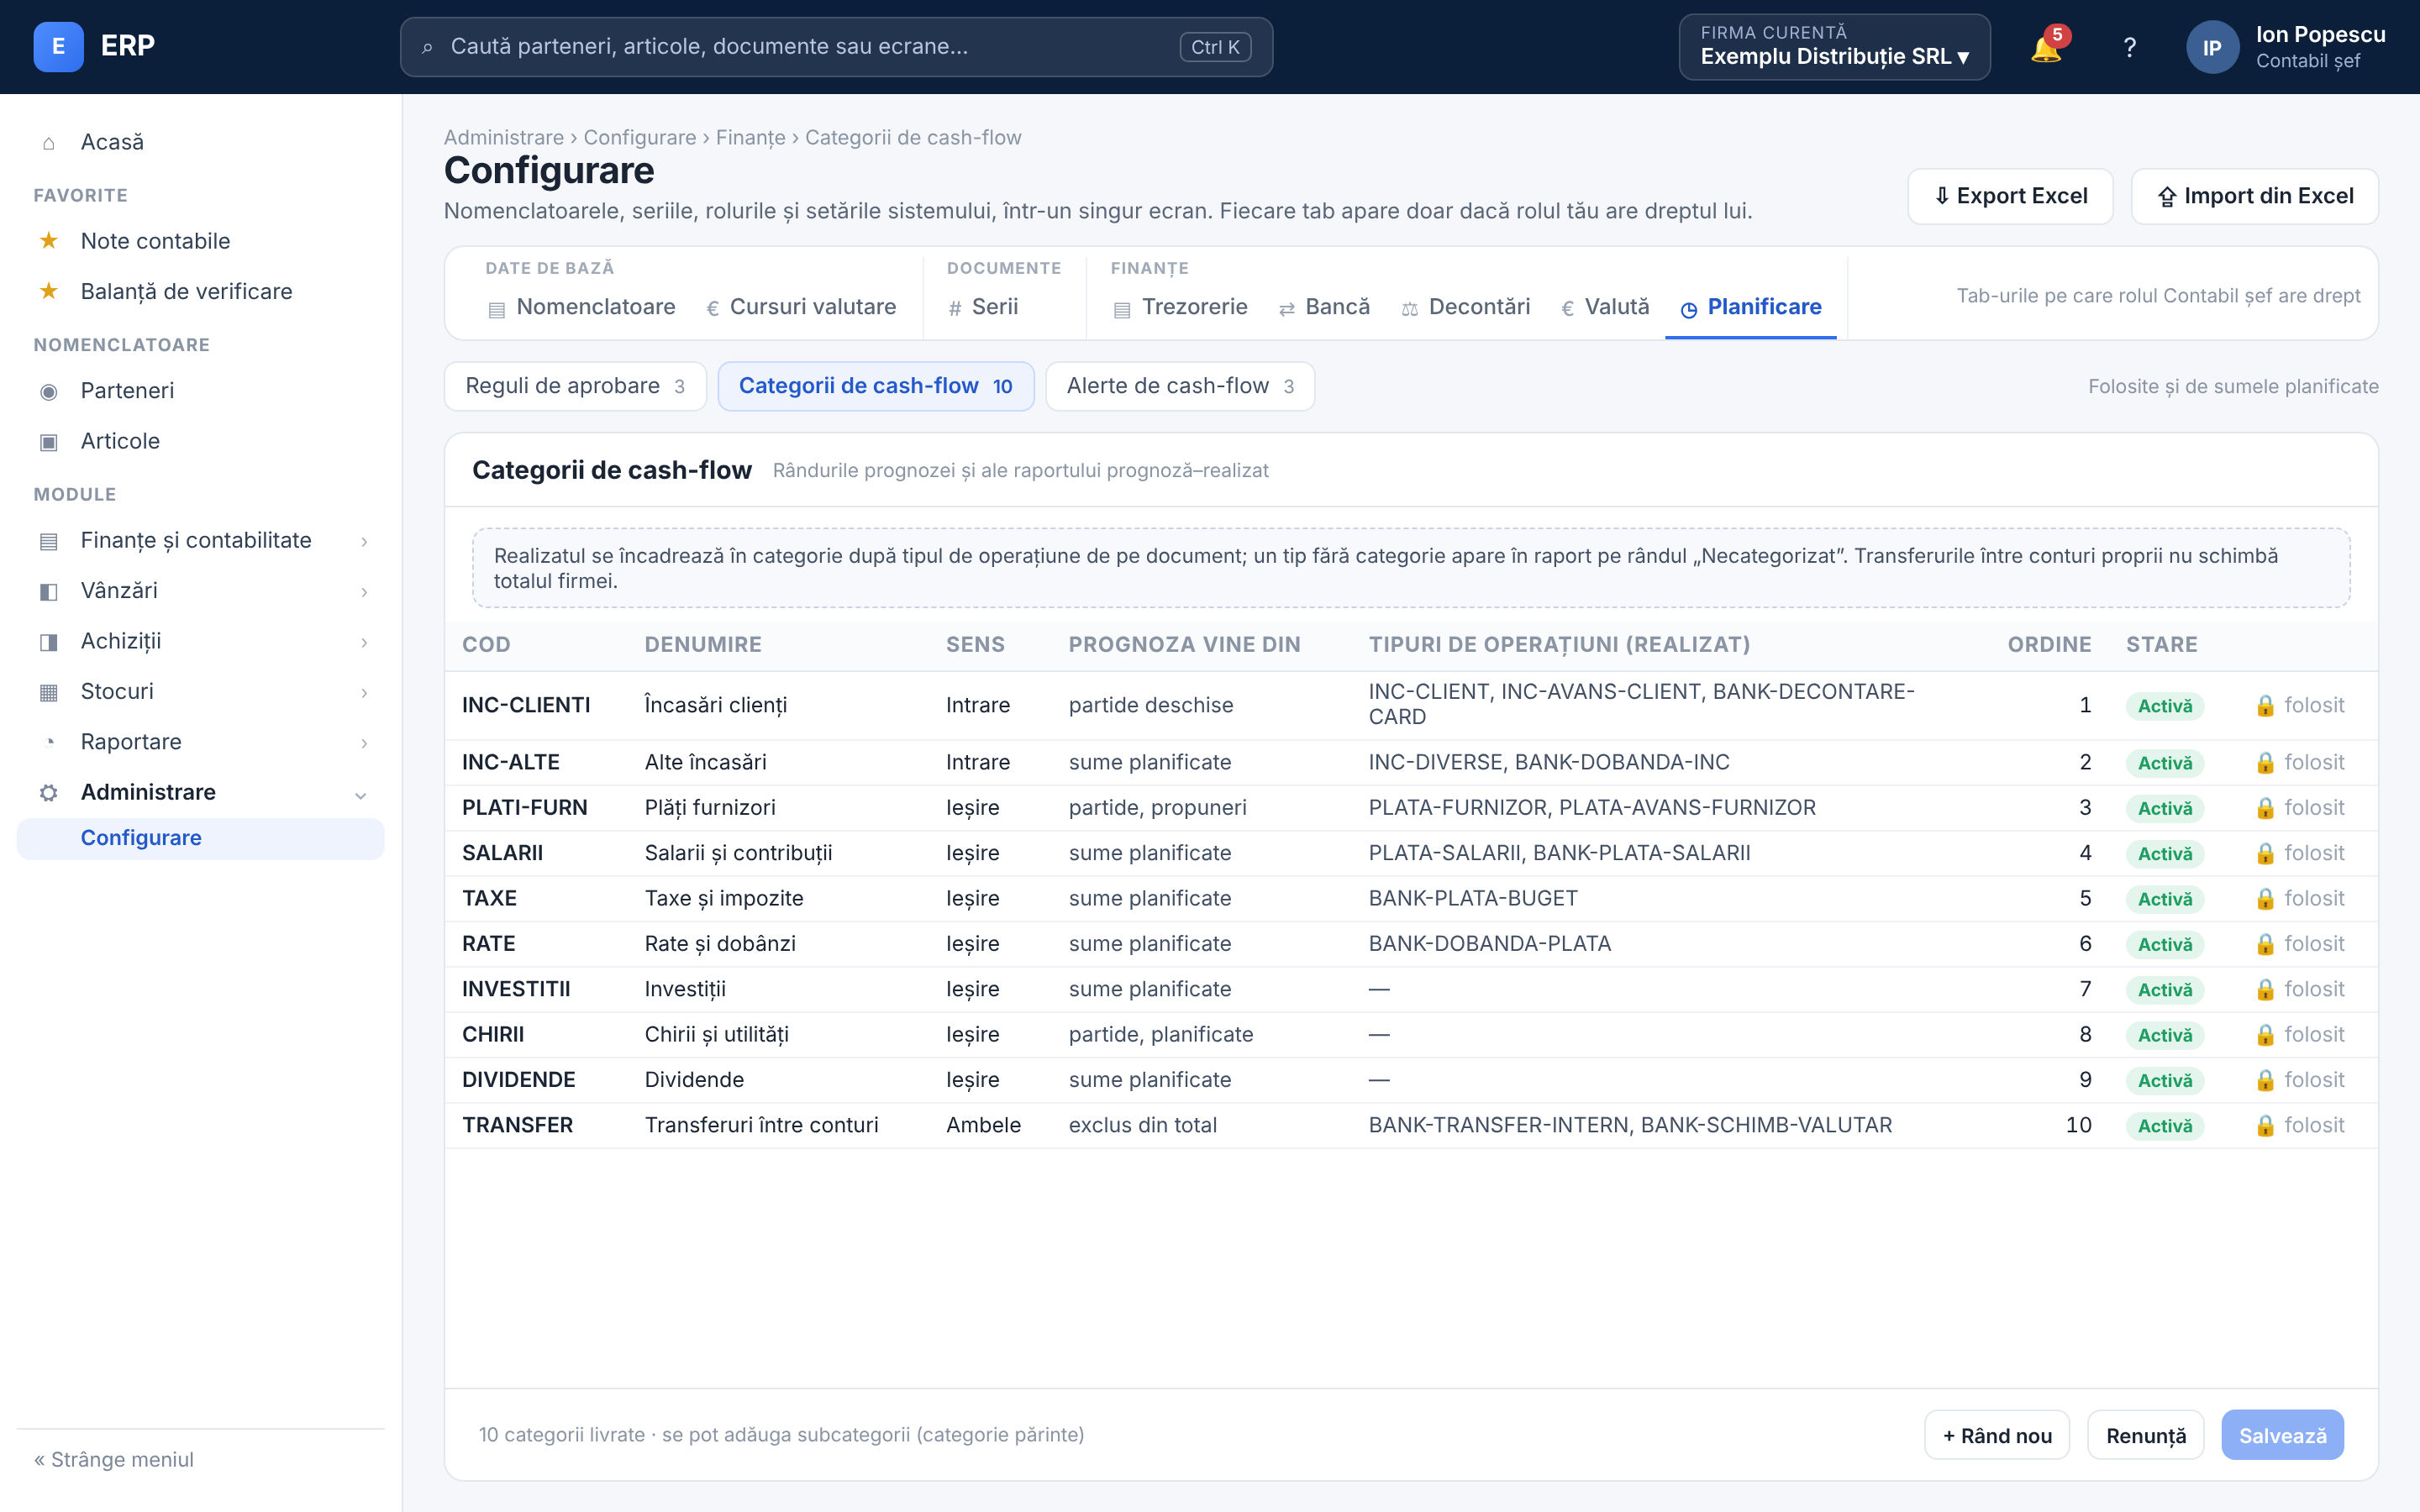 E ERP
Caută parteneri, articole, documente sau ecrane... Ctrl K
FIRMA CURENTĂ
Exemplu Distribuție SRL ▾
5
?
IP
Ion Popescu
Contabil șef
Acasă
FAVORITE
★ Note contabile
★ Balanță de verificare
NOMENCLATOARE
Parteneri
Articole
MODULE
Finanțe și contabilitate ›
Vânzări ›
Achiziții ›
Stocuri ›
Raportare ›
Administrare
Configurare
« Strânge meniul
Administrare › Configurare › Finanțe › Categorii de cash-flow
Configurare
Nomenclatoarele, seriile, rolurile și setările sistemului, într-un singur ecran. Fiecare tab apare doar dacă rolul tău are dreptul lui.
Export Excel
Import din Excel
DATE DE BAZĂ DOCUMENTE FINANȚE
Nomenclatoare € Cursuri valutare # Serii Trezorerie ⇄ Bancă Decontări € Valută Planificare
Tab-urile pe care rolul Contabil șef are drept
Reguli de aprobare 3 Categorii de cash-flow 10 Alerte de cash-flow 3
Folosite și de sumele planificate
Categorii de cash-flow Rândurile prognozei și ale raportului prognoză–realizat
Realizatul se încadrează în categorie după tipul de operațiune de pe document; un tip fără categorie apare în raport pe rândul „Necategorizat”. Transferurile între conturi proprii nu schimbă
totalul firmei.
COD DENUMIRE SENS PROGNOZA VINE DIN TIPURI DE OPERAȚIUNI (REALIZAT) ORDINE STARE
INC-CLIENTI Încasări clienți Intrare partide deschise INC-CLIENT, INC-AVANS-CLIENT, BANK-DECONTARE-
CARD 1 Activă folosit
INC-ALTE Alte încasări Intrare sume planificate INC-DIVERSE, BANK-DOBANDA-INC 2 Activă folosit
PLATI-FURN Plăți furnizori Ieșire partide, propuneri PLATA-FURNIZOR, PLATA-AVANS-FURNIZOR 3 Activă folosit
SALARII Salarii și contribuții Ieșire sume planificate PLATA-SALARII, BANK-PLATA-SALARII 4 Activă folosit
TAXE Taxe și impozite Ieșire sume planificate BANK-PLATA-BUGET 5 Activă folosit
RATE Rate și dobânzi Ieșire sume planificate BANK-DOBANDA-PLATA 6 Activă folosit
INVESTITII Investiții Ieșire sume planificate — 7 Activă folosit
CHIRII Chirii și utilități Ieșire partide, planificate — 8 Activă folosit
DIVIDENDE Dividende Ieșire sume planificate — 9 Activă folosit
TRANSFER Transferuri între conturi Ambele exclus din total BANK-TRANSFER-INTERN, BANK-SCHIMB-VALUTAR 10 Activă folosit
10 categorii livrate · se pot adăuga subcategorii (categorie părinte)
+ Rând nou Renunță Salvează